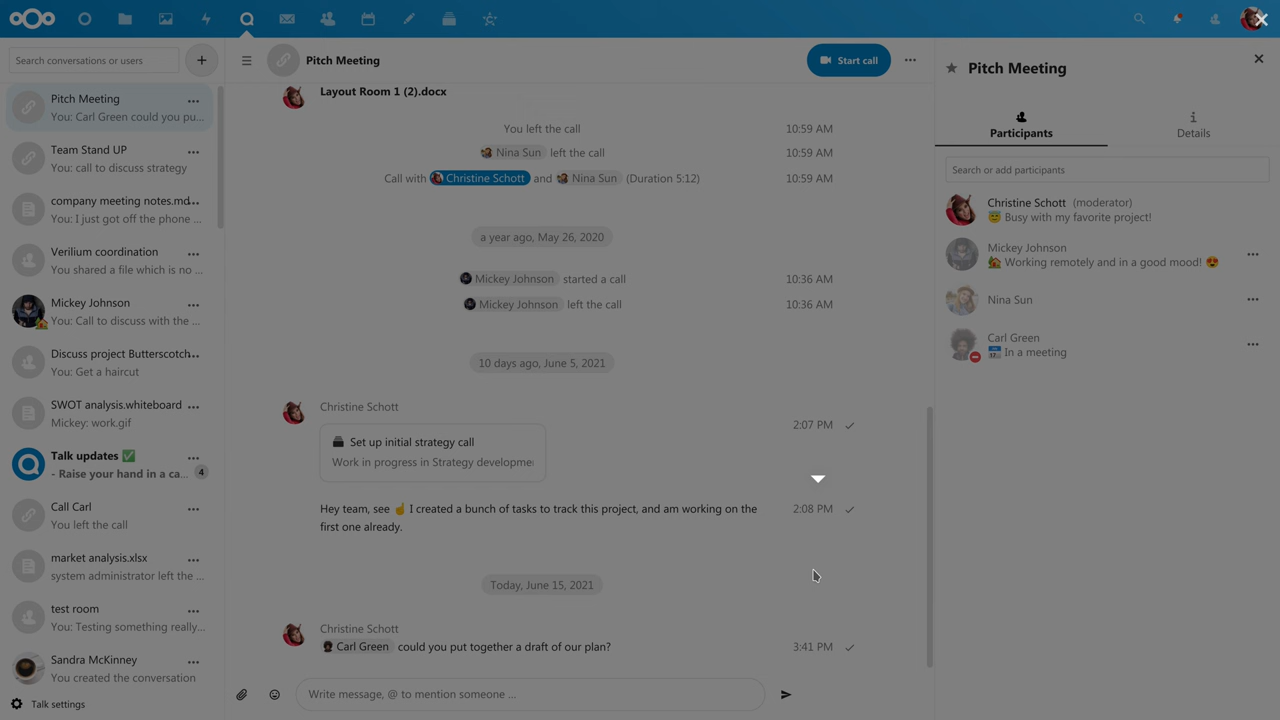 Search conversations or users
Pitch Meeting
You: Carl Green could you pu...
Team Stand UP
You: call to discuss strategy
company meeting notes.md...
You: I just got off the phone ...
Verilium coordination
You shared a file which is no ...
Mickey Johnson
You: Call to discuss with the ...
Discuss project Butterscotch...
You: Get a haircut
SWOT analysis.whiteboard
Mickey: work.gif
Talk updates ✅
- Raise your hand in a ca...
4
Call Carl
You left the call
market analysis.xlsx
system administrator left the ...
test room
You: Testing something really...
Sandra McKinney
You created the conversation
Talk settings
Pitch Meeting
Start call
Layout Room 1 (2).docx
You left the call 10:59 AM
Nina Sun left the call 10:59 AM
Call with Christine Schott and Nina Sun (Duration 5:12) 10:59 AM
a year ago, May 26, 2020
Mickey Johnson started a call 10:36 AM
Mickey Johnson left the call 10:36 AM
10 days ago, June 5, 2021
Christine Schott
2:07 PM
Set up initial strategy call
Work in progress in Strategy developme
Hey team, see ☝️ I created a bunch of tasks to track this project, and am working on the 2:08 PM
first one already.
Today, June 15, 2021
Christine Schott
Carl Green could you put together a draft of our plan? 3:41 PM
Write message, @ to mention someone ...
Pitch Meeting
Participants
Details
Search or add participants
Christine Schott (moderator)
😇 Busy with my favorite project!
Mickey Johnson
🏡 Working remotely and in a good mood! 😍
Nina Sun
Carl Green
📅 In a meeting